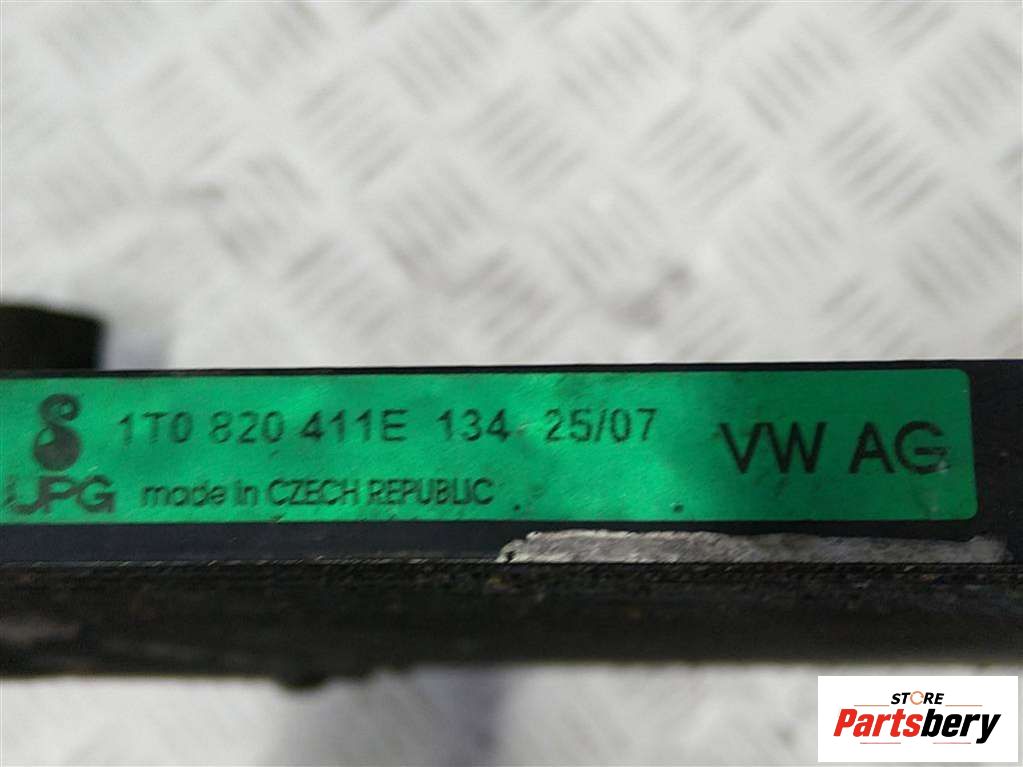 1T0 820 411E 134 25/07
VW AG
JPG made in CZECH REPUBLIC
STORE
Partsbery